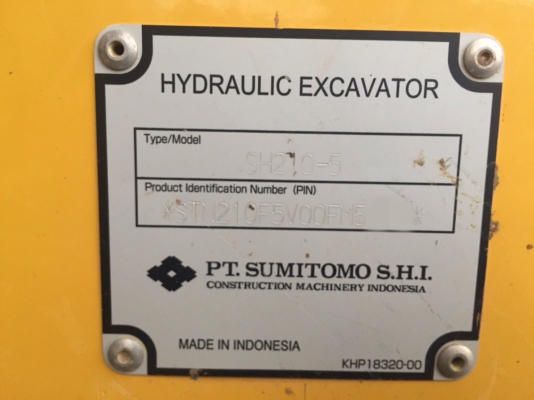 HYDRAULIC EXCAVATOR
Type/Model
SH210-5
Product Identification Number (PIN)
PT. SUMITOMO S.H.I.
CONSTRUCTION MACHINERY INDONESIA
MADE IN INDONESIA
KHP18320-00